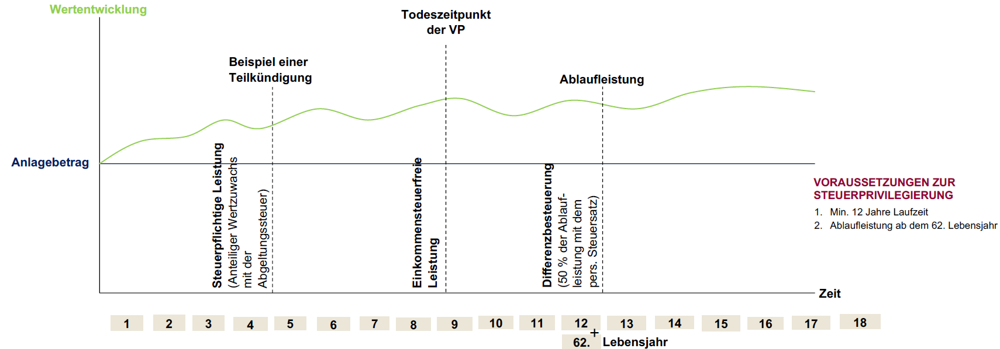 Wertentwicklung
Todeszeitpunkt
der VP
Beispiel einer
Teilkündigung
Ablaufleistung
Anlagebetrag
Steuerpflichtige Leistung
(Anteiliger Wertzuwachs
mit der
Abgeltungssteuer)
Einkommensteuerfreie
Leistung
Differenzbesteuerung
(50 % der Ablauf-
leistung mit dem
pers. Steuersatz)
VORAUSSETZUNGEN ZUR
STEUERPRIVILEGIERUNG
1. Min. 12 Jahre Laufzeit
2. Ablaufleistung ab dem 62. Lebensjahr
Zeit
1 2 3 4 5 6 7 8 9 10 11 12 13 14 15 16 17 18
+
62. Lebensjahr